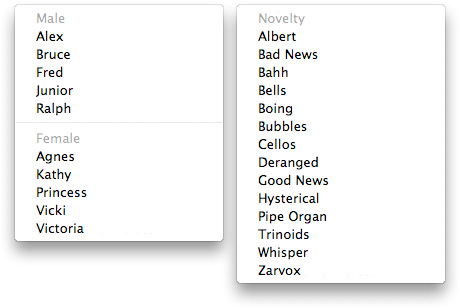 Male
Alex
Bruce
Fred
Junior
Ralph
Female
Agnes
Kathy
Princess
Vicki
Victoria
Novelty
Albert
Bad News
Bahh
Bells
Boing
Bubbles
Cellos
Deranged
Good News
Hysterical
Pipe Organ
Trinoids
Whisper
Zarvox